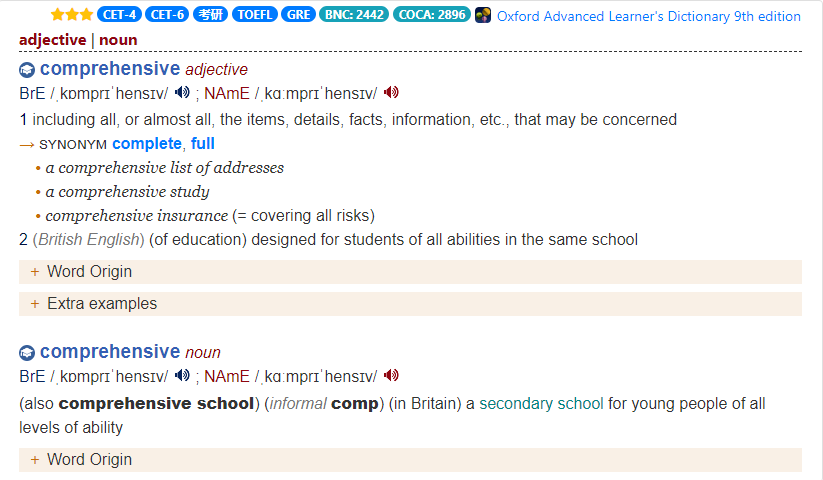 CET-4 CET-6 考研 TOEFL GRE BNC: 2442 COCA: 2896 Oxford Advanced Learner's Dictionary 9th edition
adjective | noun
comprehensive adjective
BrE /ˌkɒmprɪˈhensɪv/ ; NAmE /ˌkɑːmprɪˈhensɪv/
1 including all, or almost all, the items, details, facts, information, etc., that may be concerned
→ SYNONYM complete, full
• a comprehensive list of addresses
• a comprehensive study
• comprehensive insurance (= covering all risks)
2 (British English) (of education) designed for students of all abilities in the same school
+ Word Origin
+ Extra examples
comprehensive noun
BrE /ˌkɒmprɪˈhensɪv/ ; NAmE /ˌkɑːmprɪˈhensɪv/
(also comprehensive school) (informal comp) (in Britain) a secondary school for young people of all
levels of ability
+ Word Origin